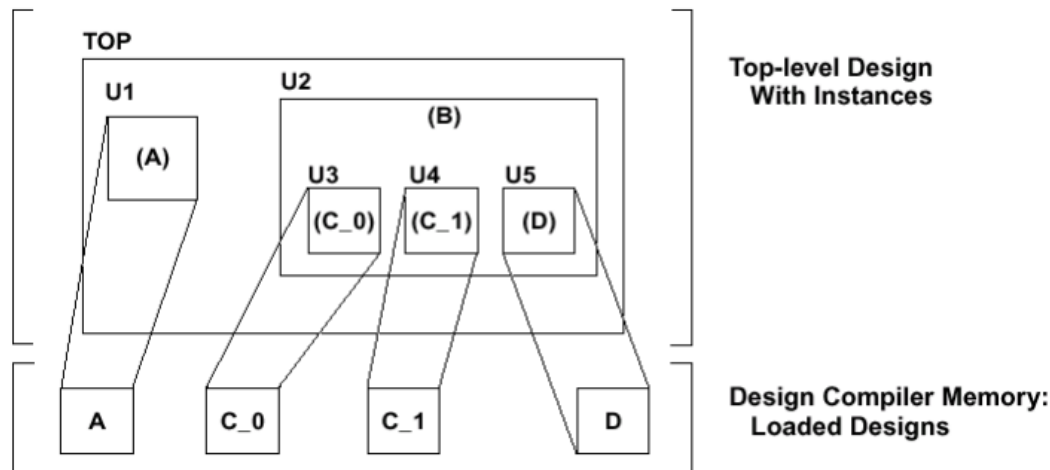 TOP
U1
U2
(A)
(B)
U3
U4
U5
(C_0)
(C_1)
(D)
Top-level Design
With Instances
A
C_0
C_1
D
Design Compiler Memory:
Loaded Designs